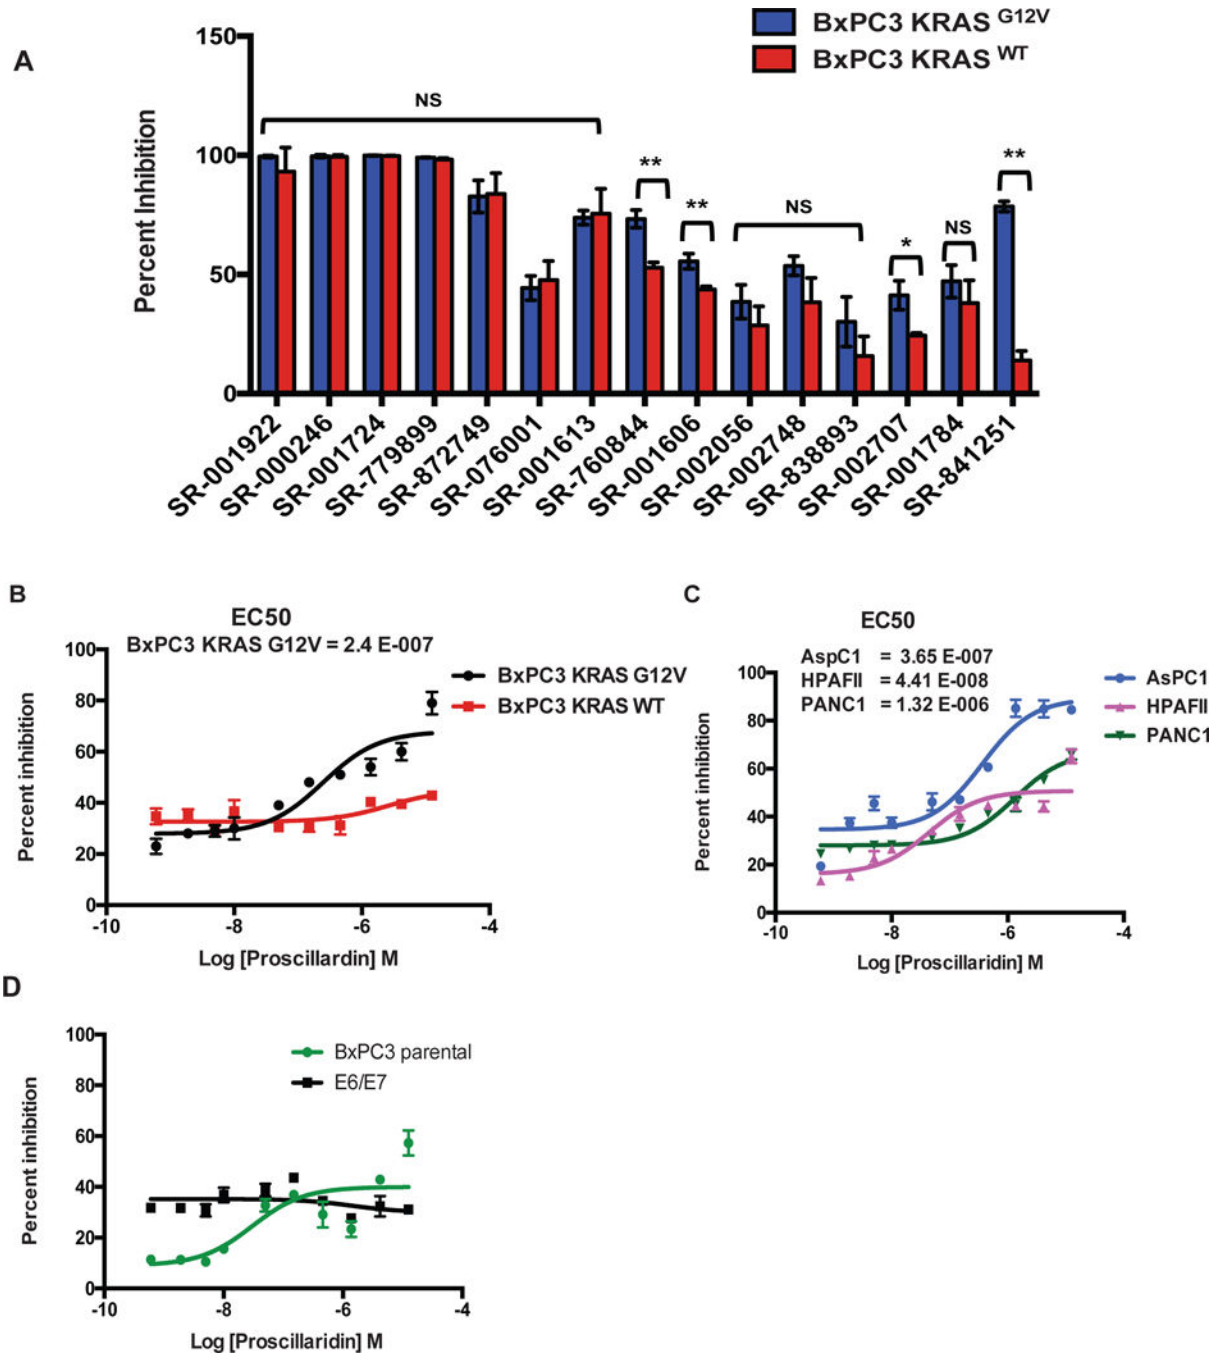 A
BxPC3 KRAS G12V
BxPC3 KRAS WT
Percent Inhibition
150
100
50
0
NS
**
**
NS
*
NS
**
SR-001922
SR-000246
SR-001724
SR-779899
SR-872749
SR-076001
SR-001613
SR-760844
SR-001606
SR-002056
SR-002748
SR-838893
SR-002707
SR-001784
SR-841251
B
EC50
BxPC3 KRAS G12V = 2.4 E-007
BxPC3 KRAS G12V
BxPC3 KRAS WT
Percent inhibition
100
80
60
40
20
0
-10
-8
-6
-4
Log [Proscillardin] M
C
EC50
AspC1 = 3.65 E-007
HPAFII = 4.41 E-008
PANC1 = 1.32 E-006
AsPC1
HPAFII
PANC1
Percent inhibition
100
80
60
40
20
0
-10
-8
-6
-4
Log [Proscillaridin] M
D
BxPC3 parental
E6/E7
Percent inhibition
100
80
60
40
20
0
-10
-8
-6
-4
Log [Proscillaridin] M